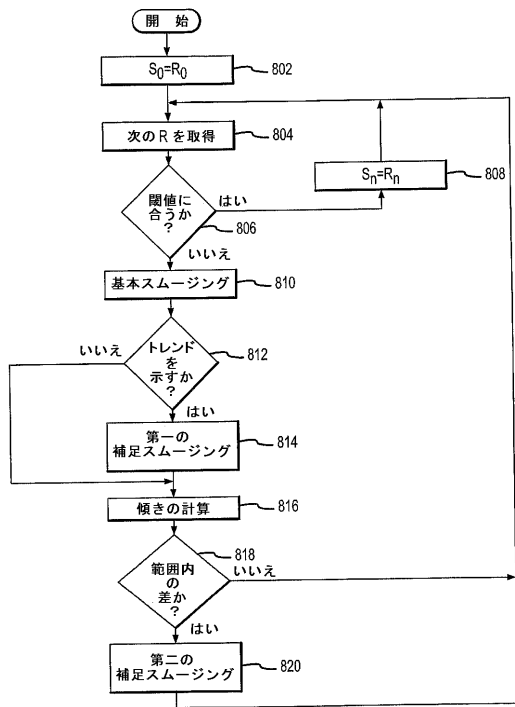 開 始
S0=R0
802
次の R を取得
804
Sn=Rn
808
閾値に
合うか
?
はい
806
いいえ
基本スムージング
810
いいえ
トレンド
を
示すか
?
812
はい
第一の
補足スムージング
814
傾きの計算
816
818
範囲内
の
差か
?
いいえ
はい
第二の
補足スムージング
820